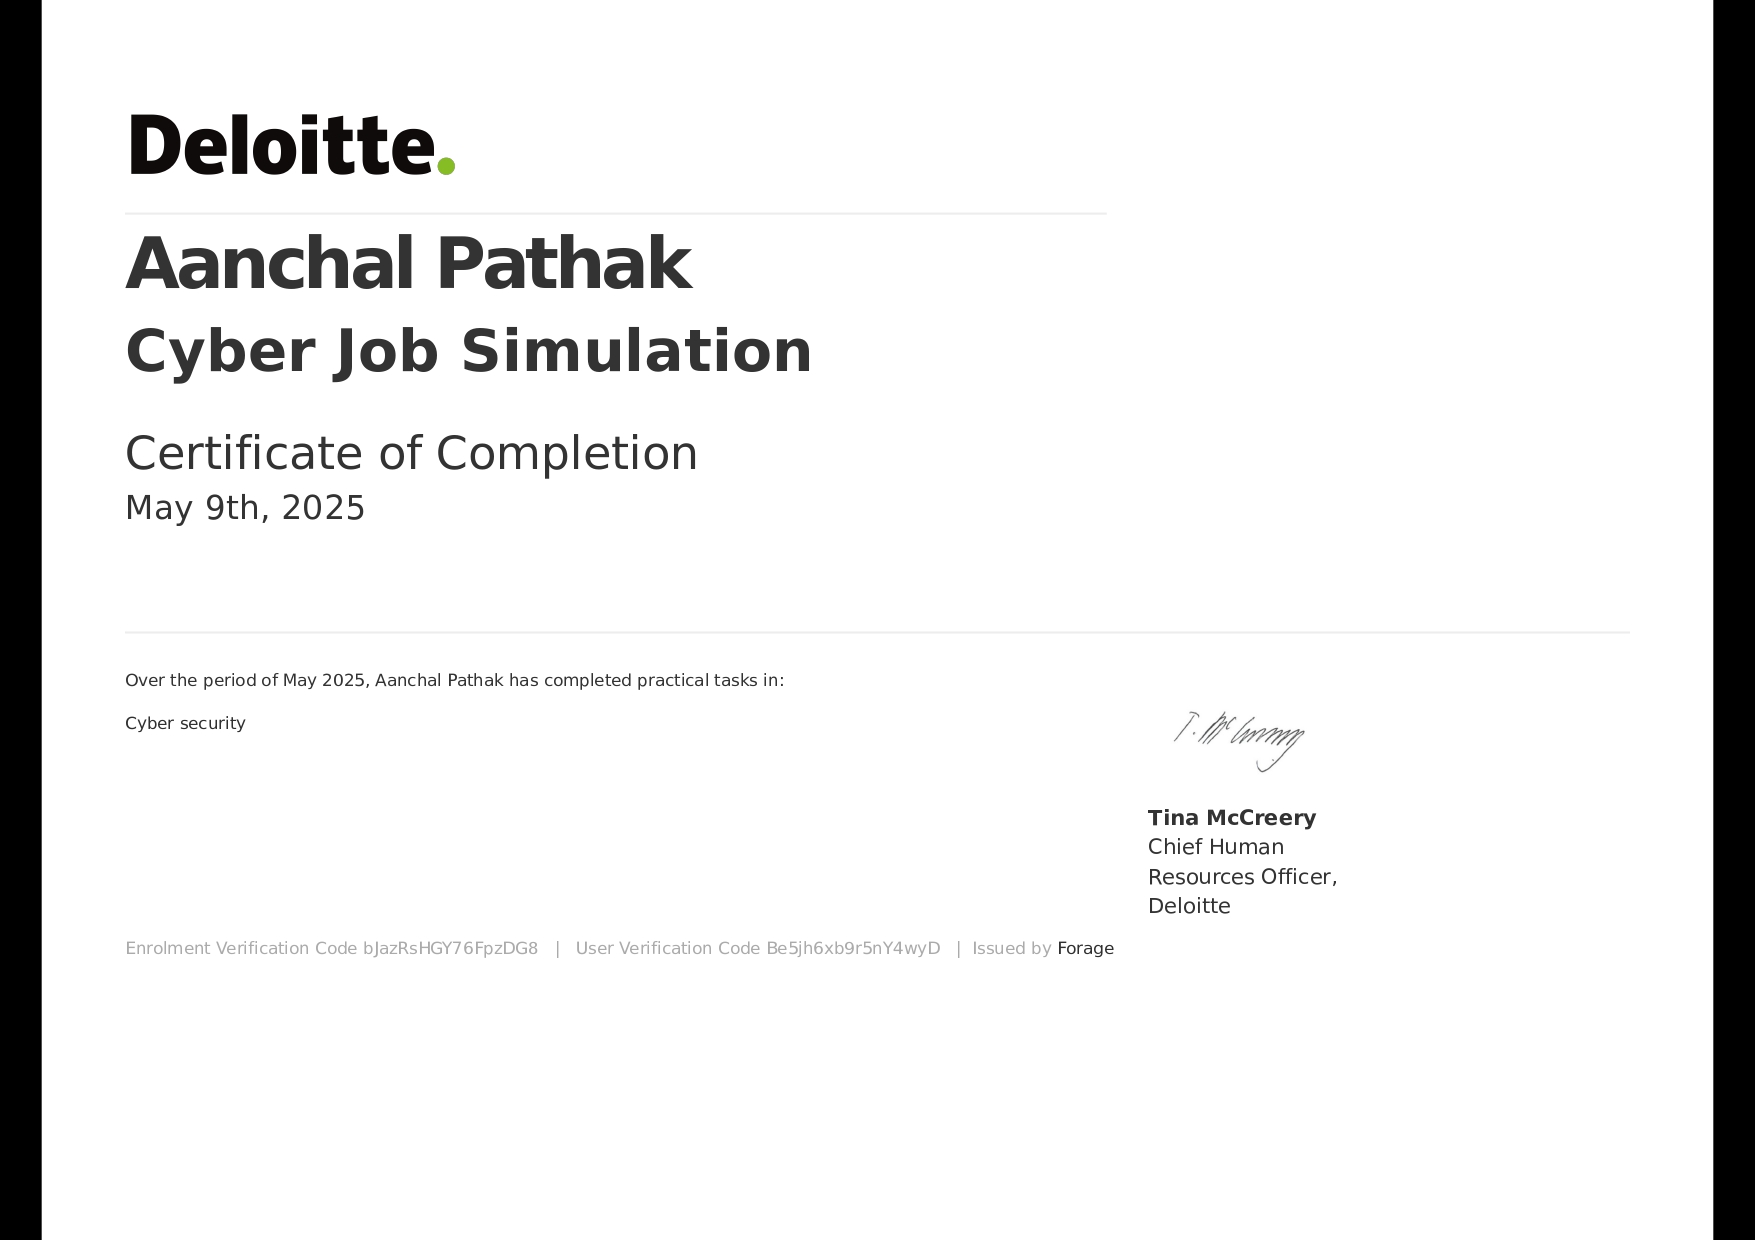 Deloitte.
Aanchal Pathak
Cyber Job Simulation
Certificate of Completion
May 9th, 2025
Over the period of May 2025, Aanchal Pathak has completed practical tasks in:
Cyber security
T. McCreery
Tina McCreery
Chief Human
Resources Officer,
Deloitte
Enrolment Verification Code bJazRsHGY76FpzDG8 | User Verification Code Be5jh6xb9r5nY4wyD | Issued by Forage